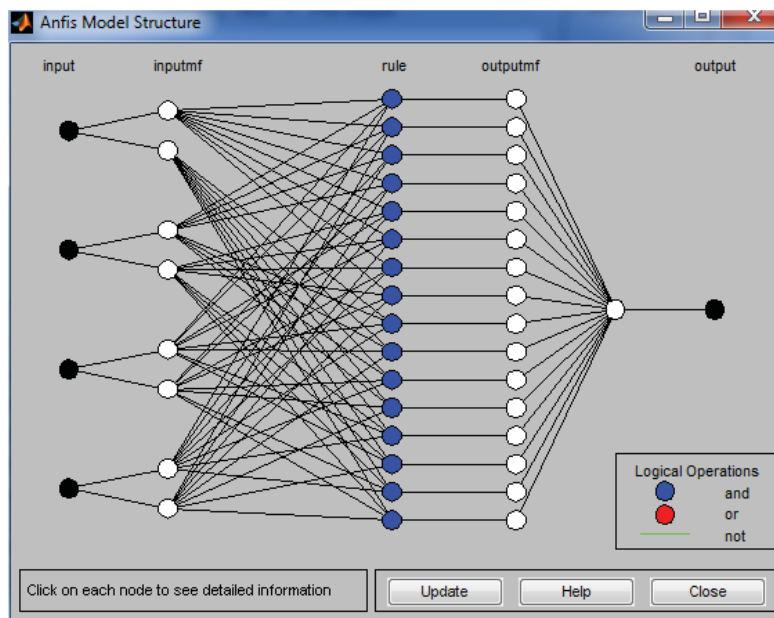 Anfis Model Structure
input inputmf rule outputmf output
Logical Operations
and
or
not
Click on each node to see detailed information
Update Help Close